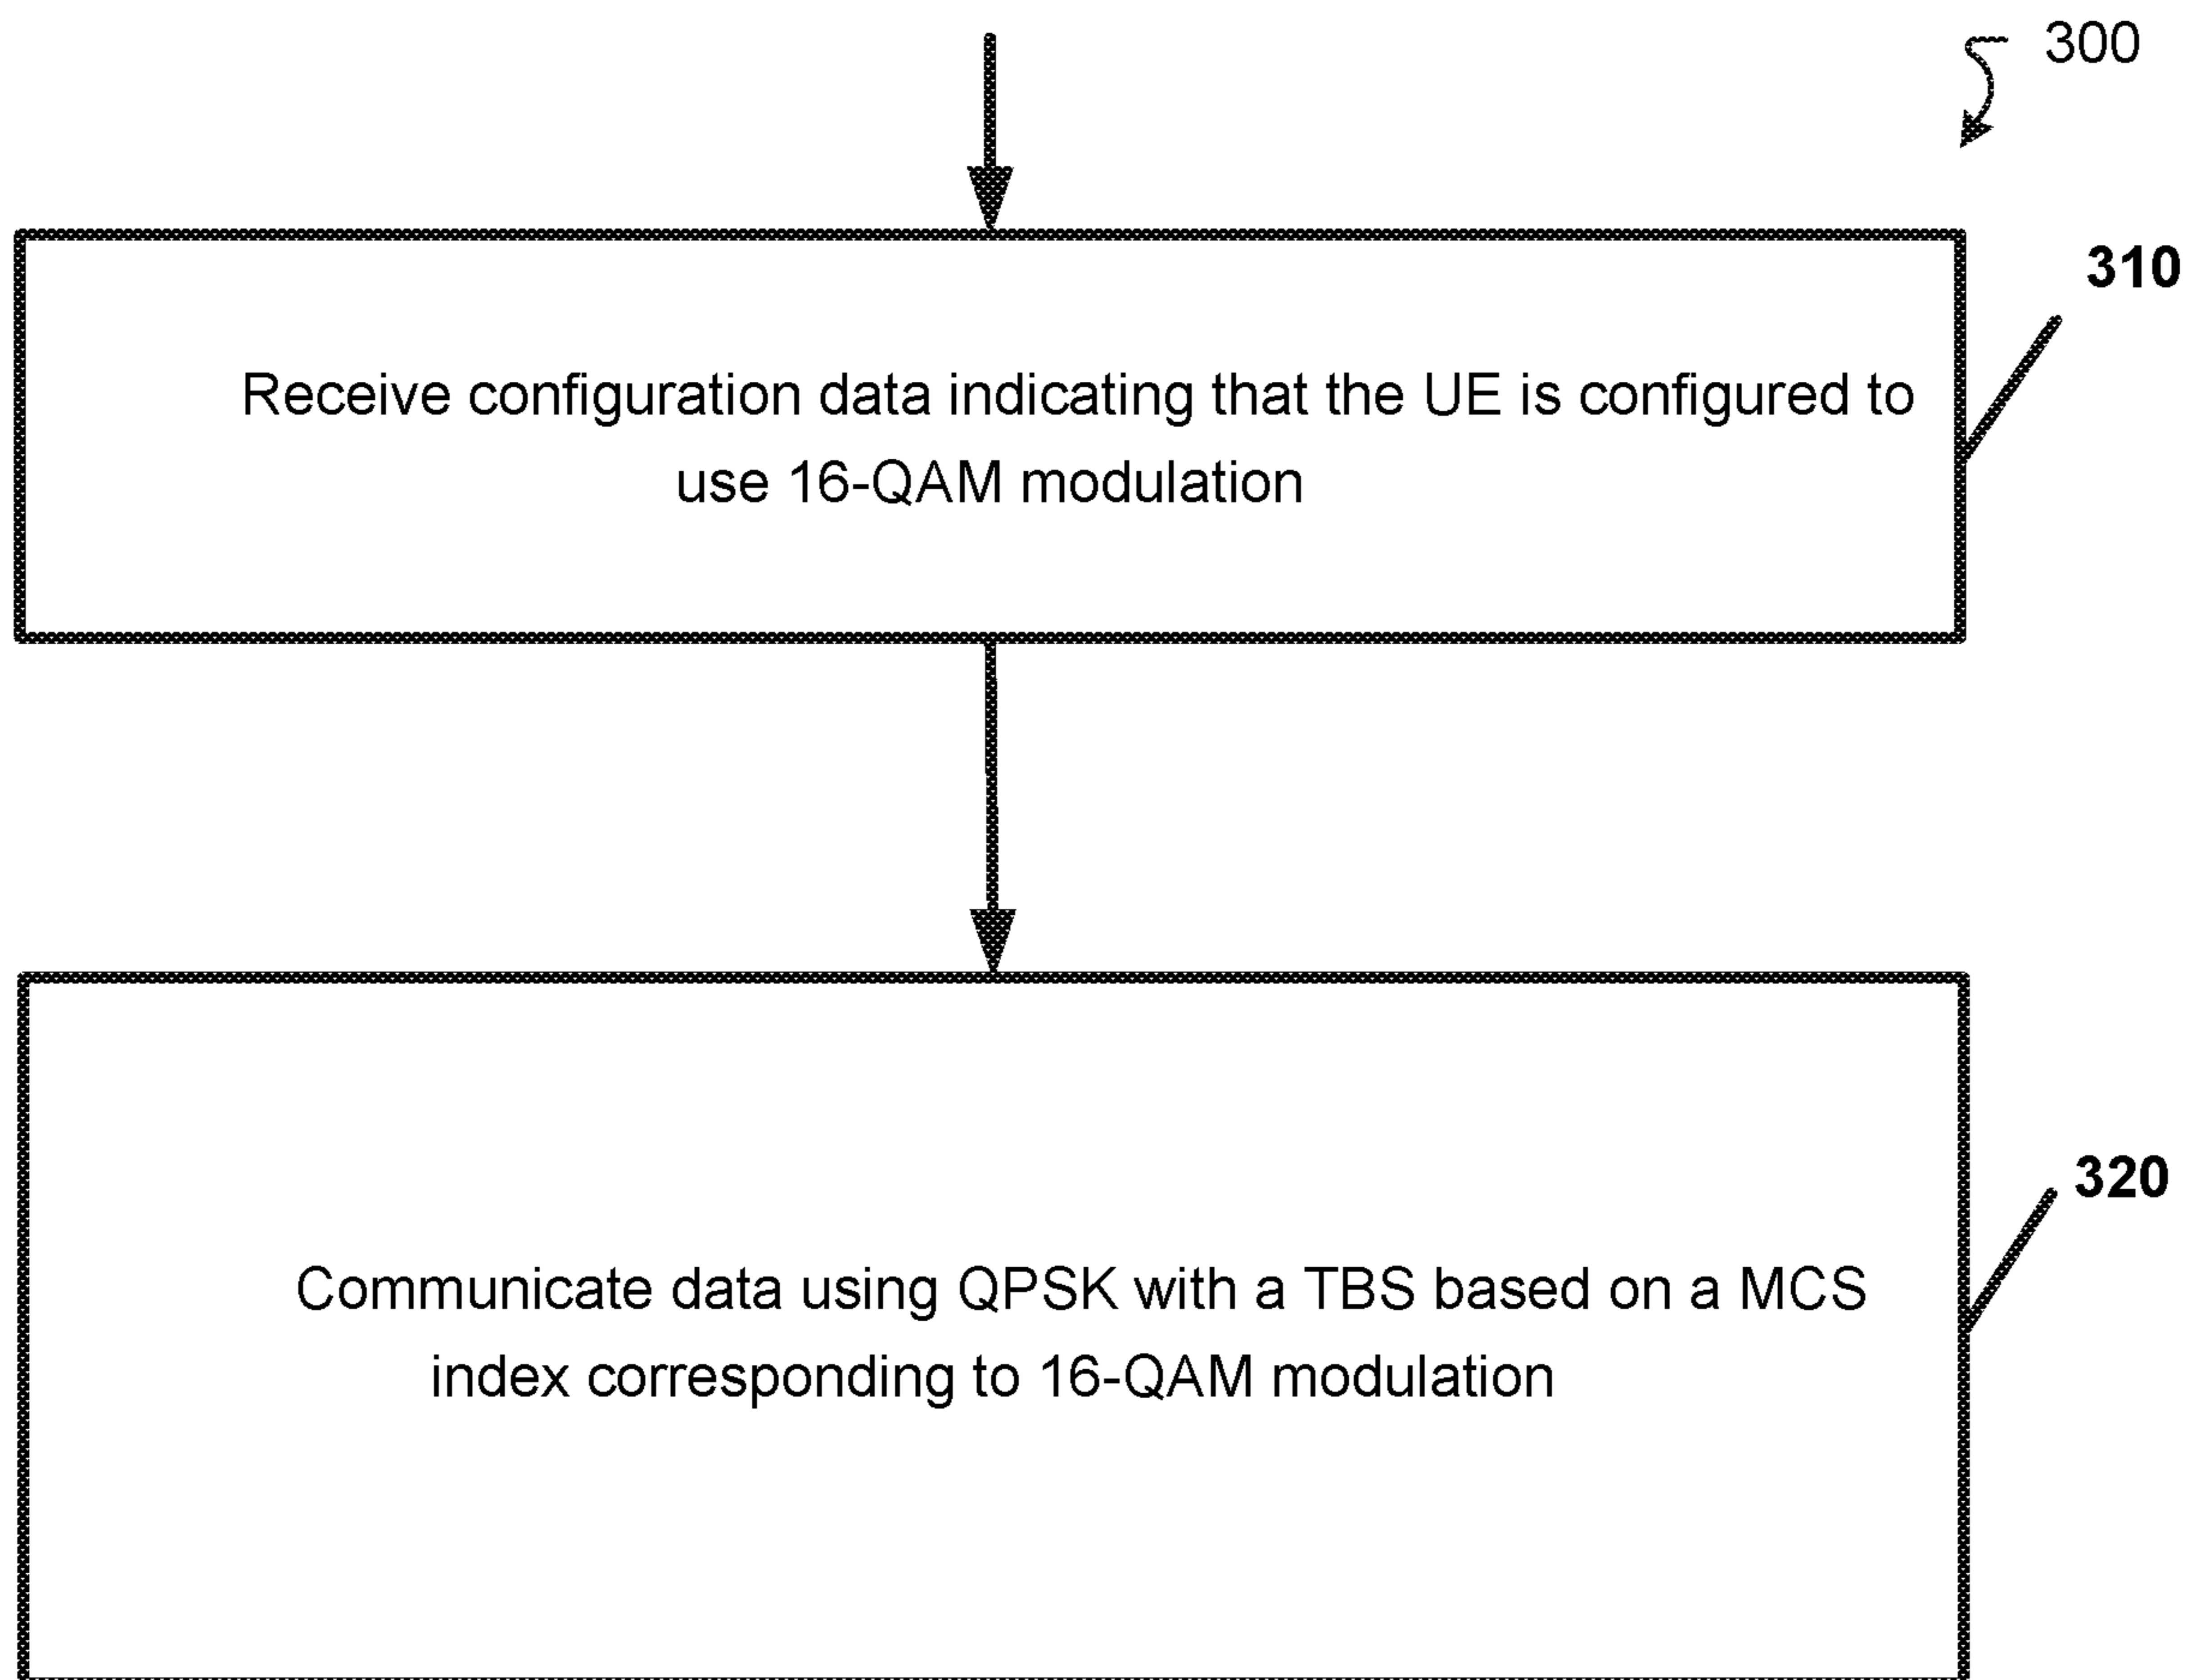 300
310
Receive configuration data indicating that the UE is configured to
use 16-QAM modulation
320
Communicate data using QPSK with a TBS based on a MCS
index corresponding to 16-QAM modulation